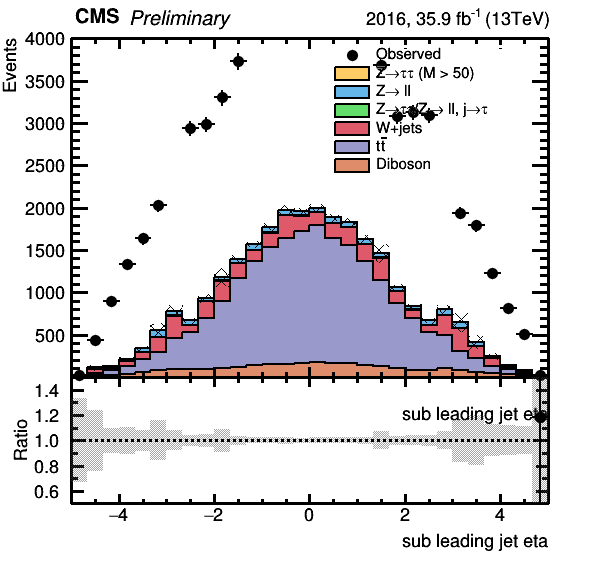 CMS Preliminary 2016, 35.9 fb⁻¹ (13TeV)
Events
4000
3500
3000
2500
2000
1500
1000
500
Observed
Z→ττ (M > 50)
Z→ ll
Z→ττ/Z→ ll, j→τ
W+jets
tt̄
Diboson
sub leading jet eta
Ratio
1.4
1.2
1.0
0.8
0.6
−4 −2 0 2 4
sub leading jet eta